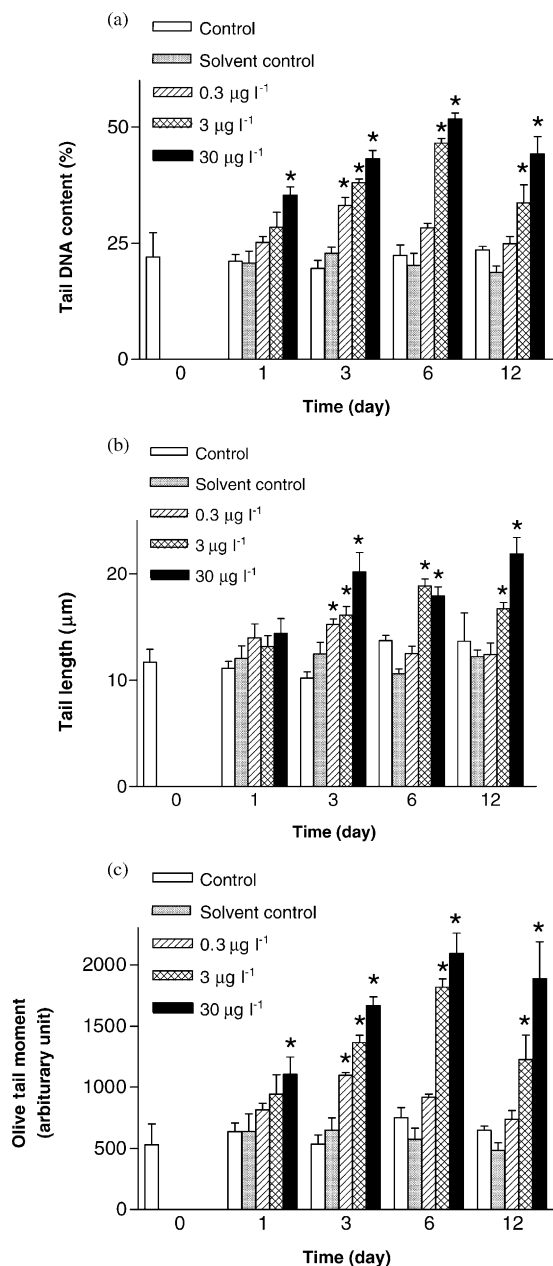 (a)
Control
Solvent control
0.3 µg l⁻¹
3 µg l⁻¹
30 µg l⁻¹
Tail DNA content (%)
50
25
0
* * * * * * * *
0 1 3 6 12
Time (day)
(b)
Control
Solvent control
0.3 µg l⁻¹
3 µg l⁻¹
30 µg l⁻¹
Tail length (µm)
20
10
0
* * * * * * *
0 1 3 6 12
Time (day)
(c)
Control
Solvent control
0.3 µg l⁻¹
3 µg l⁻¹
30 µg l⁻¹
Olive tail moment
(arbiturary unit)
2000
1500
1000
500
0
* * * * * * * *
0 1 3 6 12
Time (day)